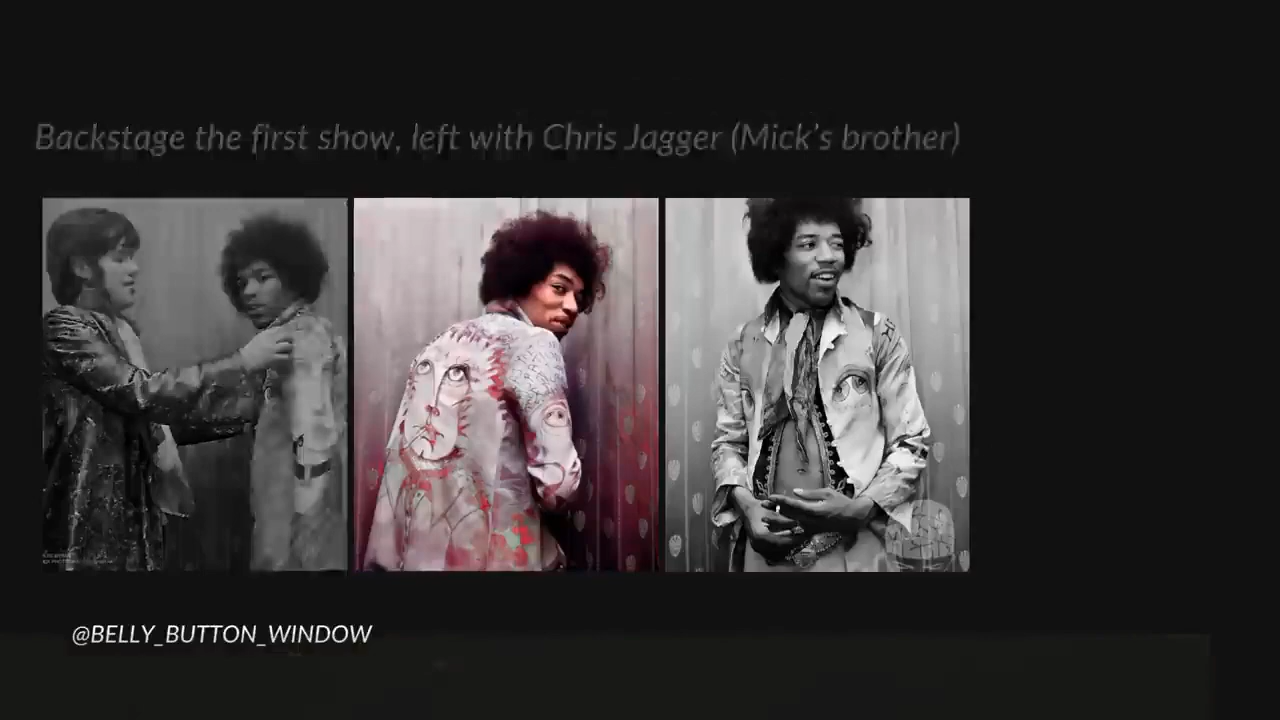 Backstage the first show, left with Chris Jagger (Mick's brother)
@BELLY_BUTTON_WINDOW